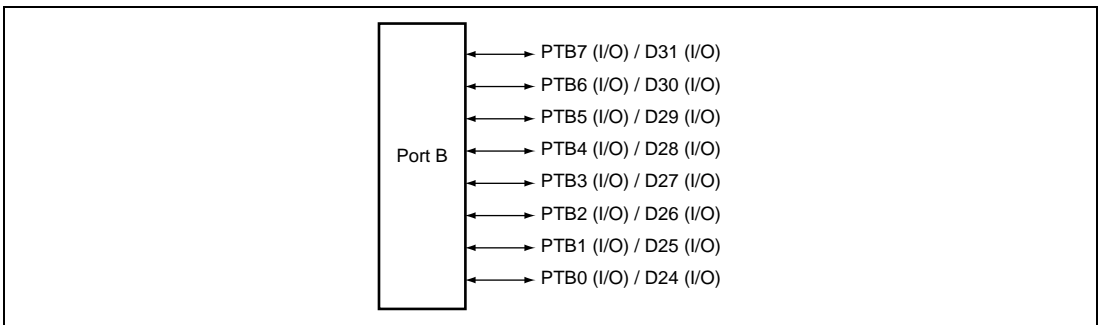 PTB7 (I/O) / D31 (I/O)
PTB6 (I/O) / D30 (I/O)
PTB5 (I/O) / D29 (I/O)
Port B
PTB4 (I/O) / D28 (I/O)
PTB3 (I/O) / D27 (I/O)
PTB2 (I/O) / D26 (I/O)
PTB1 (I/O) / D25 (I/O)
PTB0 (I/O) / D24 (I/O)